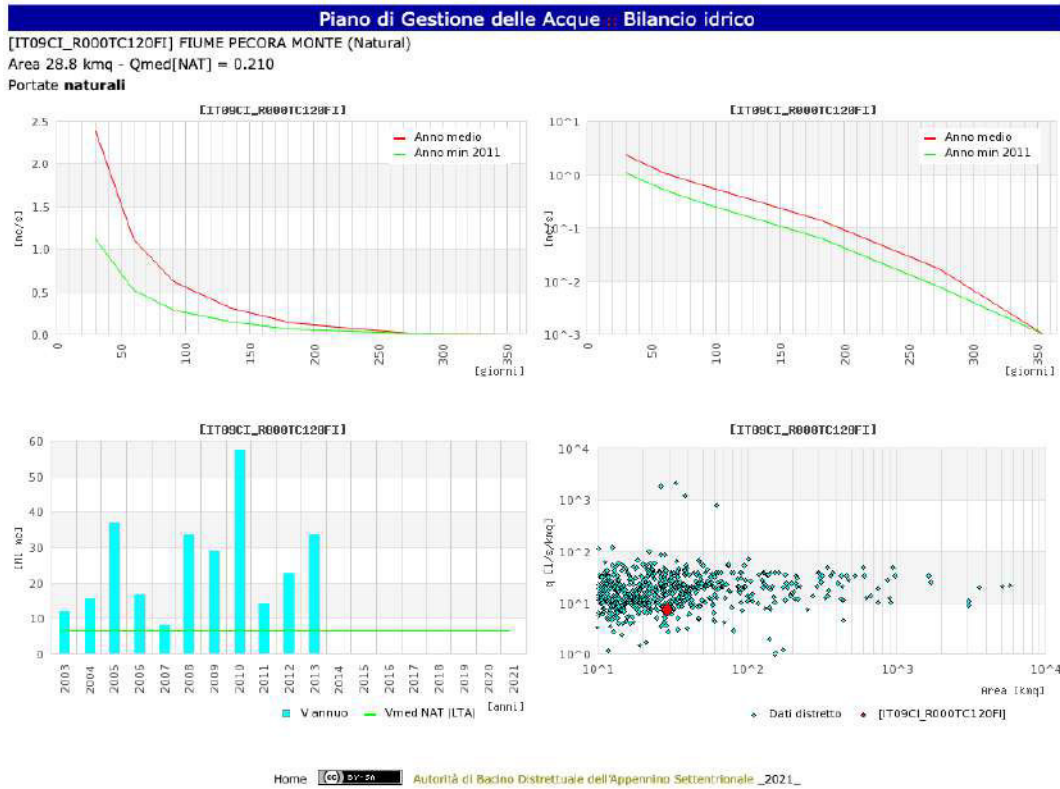 Piano di Gestione delle Acque :: Bilancio idrico
[IT09CI_R000TC120FI] FIUME PECORA MONTE (Natural)
Area 28.8 kmq - Qmed[NAT] = 0.210
Portate naturali
[IT09CI_R000TC120FI]
2.5
2.0
1.5
1.0
0.5
0.0
[mc/s]
Anno medio
Anno min 2011
0 50 100 150 200 250 300 350
[giorni]
[IT09CI_R000TC120FI]
10^1
10^0
10^-1
10^-2
10^-3
[mc/s]
Anno medio
Anno min 2011
0 50 100 150 200 250 300 350
[giorni]
[IT09CI_R000TC120FI]
60
50
40
30
20
10
0
[Ml mc]
2003 2004 2005 2006 2007 2008 2009 2010 2011 2012 2013 2014 2015 2016 2017 2018 2019 2020 2021
[anni]
V annuo Vmed NAT [LTA]
[IT09CI_R000TC120FI]
10^4
10^3
10^2
10^1
10^0
q [l/s/kmq]
10^1 10^2 10^3 10^4
Area [kmq]
Dati distretto [IT09CI_R000TC120FI]
Home (cc) BY-SA Autorità di Bacino Distrettuale dell'Appennino Settentrionale _2021_